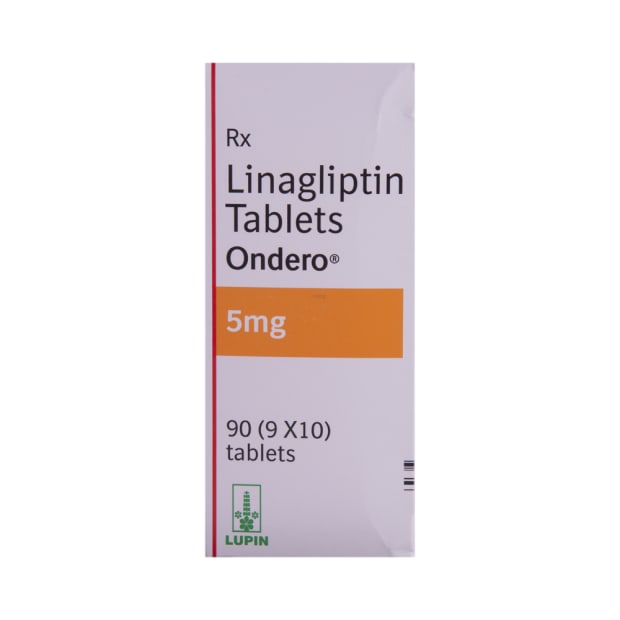 Rx
Linagliptin
Tablets
Ondero®
5mg
90 (9 X10)
tablets
LUPIN